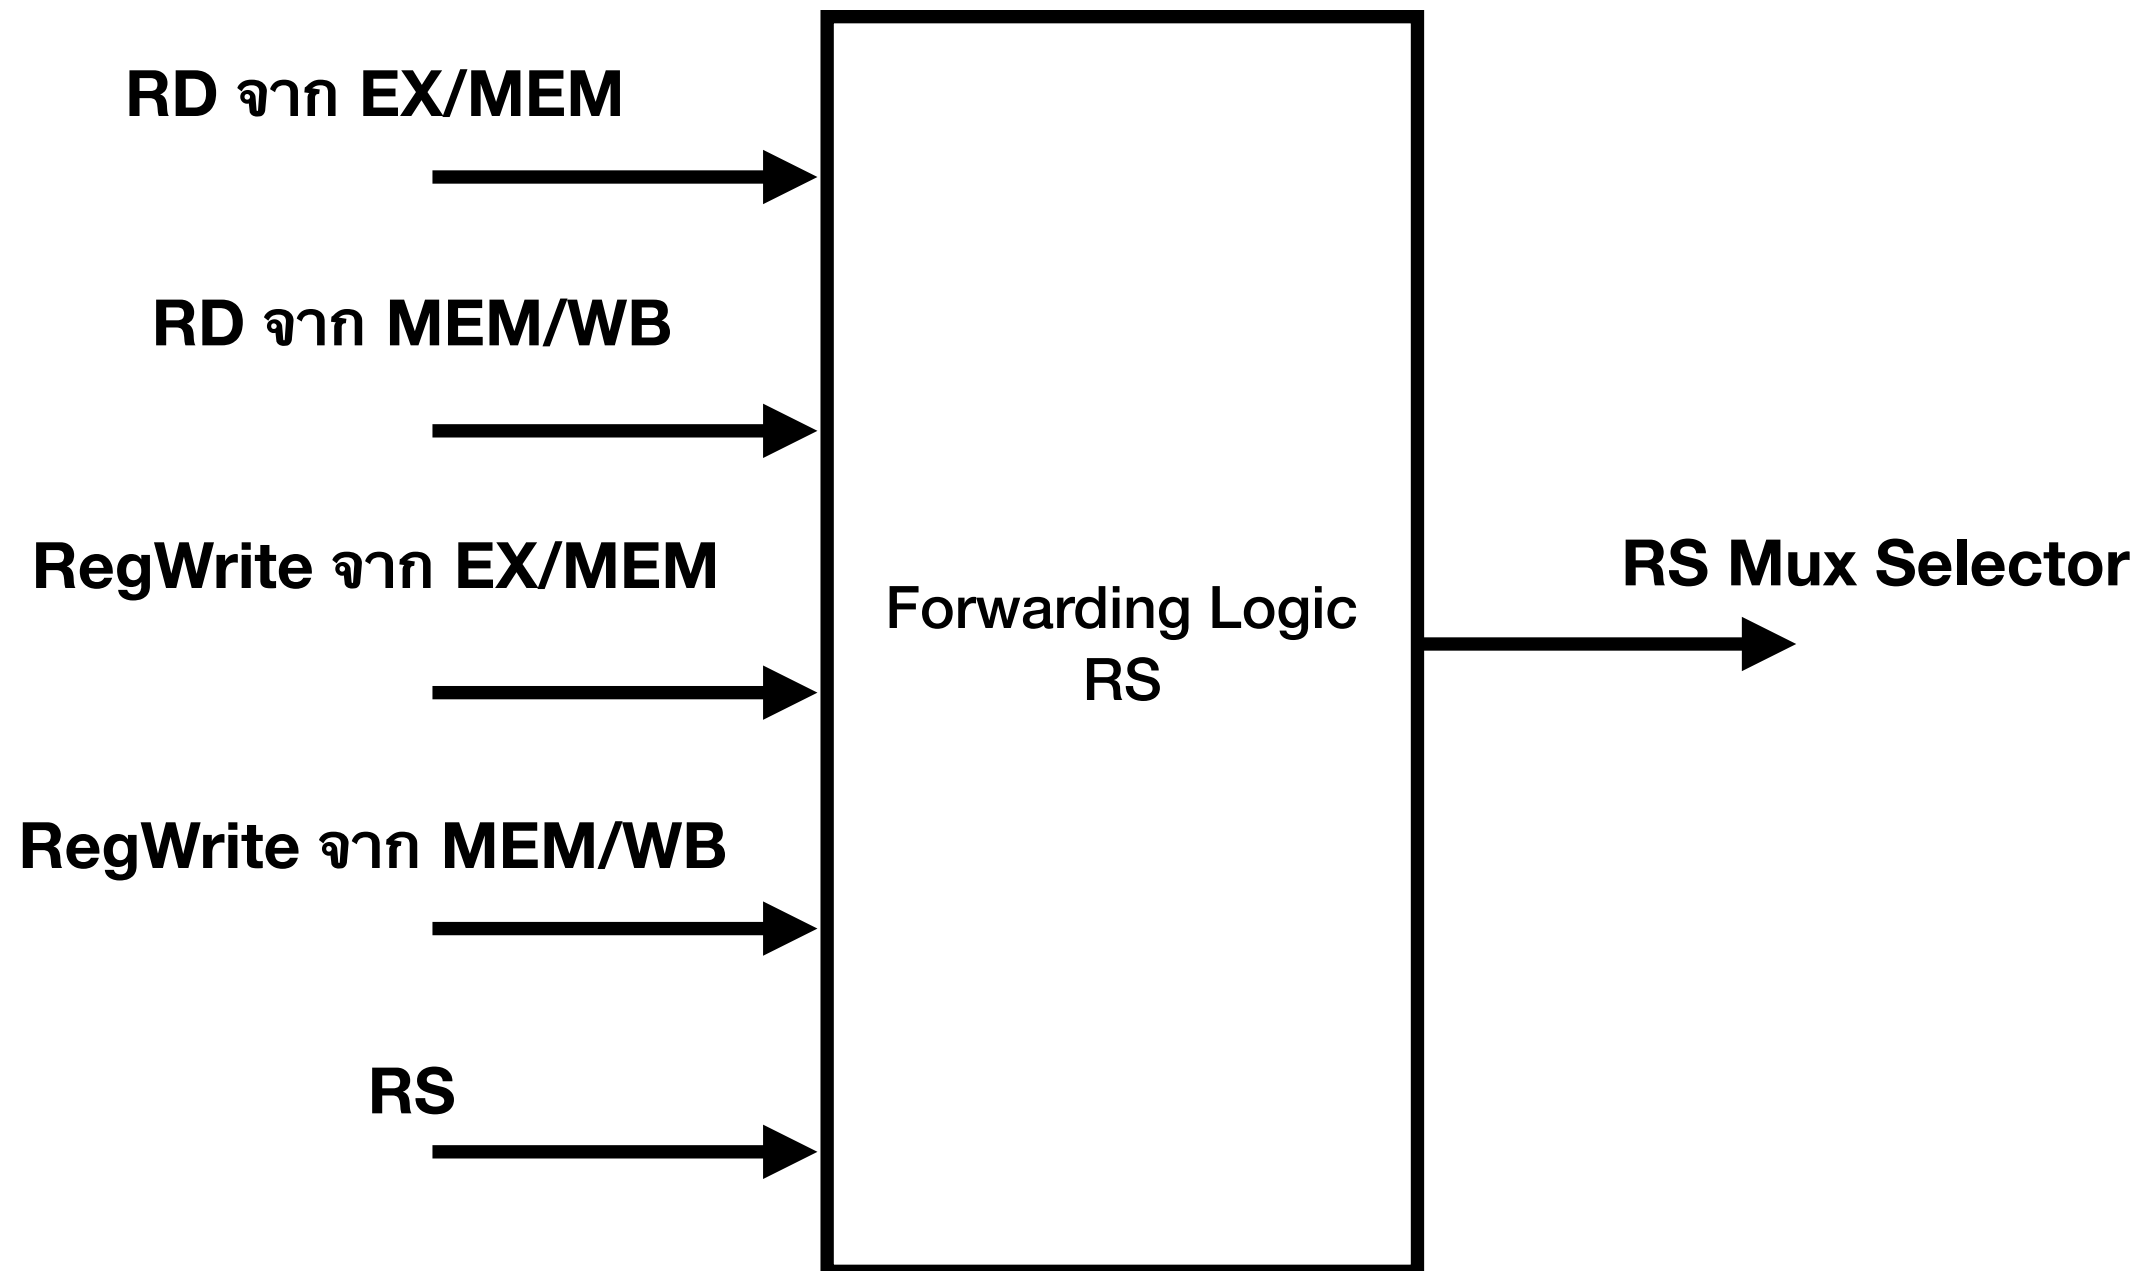 RD จาก EX/MEM
RD จาก MEM/WB
RegWrite จาก EX/MEM
RegWrite จาก MEM/WB
RS
Forwarding Logic
RS
RS Mux Selector